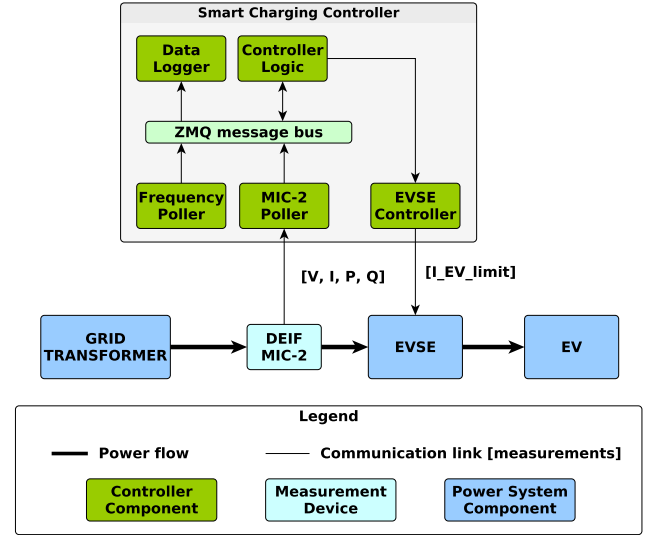 Smart Charging Controller
Data
Logger
Controller
Logic
ZMQ message bus
Frequency
Poller
MIC-2
Poller
EVSE
Controller
[V, I, P, Q]
[I_EV_limit]
GRID
TRANSFORMER
DEIF
MIC-2
EVSE
EV
Legend
Power flow
Communication link [measurements]
Controller
Component
Measurement
Device
Power System
Component